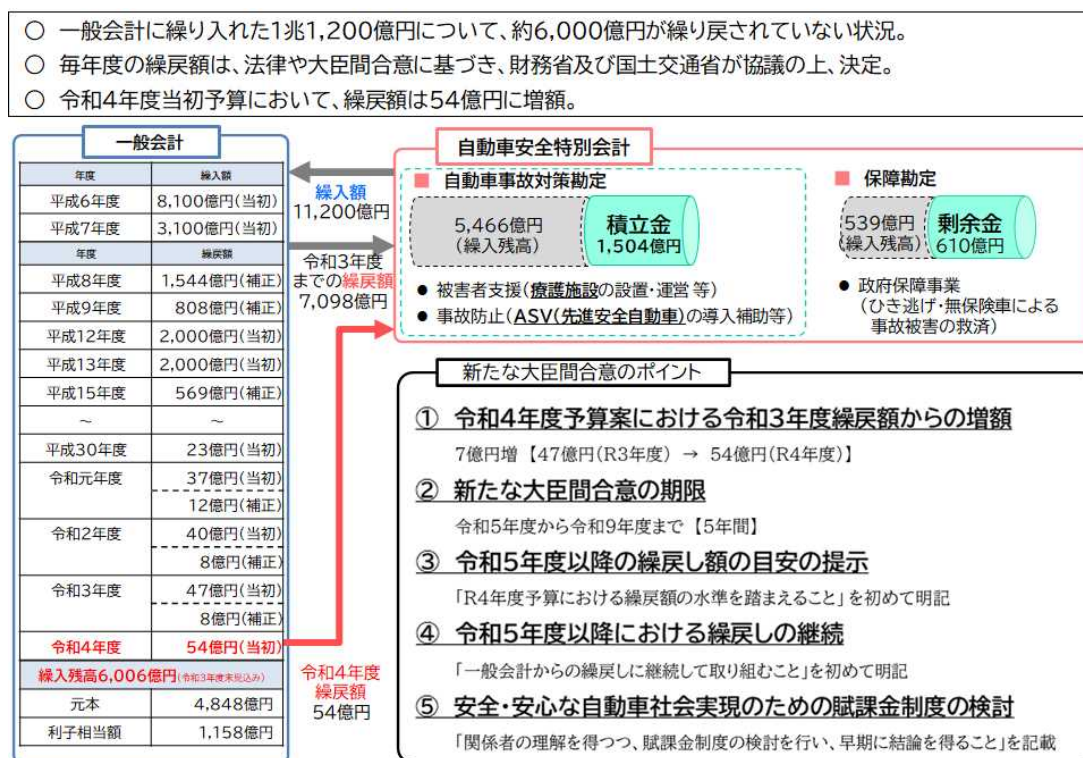 ○ 一般会計に繰り入れた1兆1,200億円について、約6,000億円が繰り戻されていない状況。
○ 毎年度の繰戻額は、法律や大臣間合意に基づき、財務省及び国土交通省が協議の上、決定。
○ 令和4年度当初予算において、繰戻額は54億円に増額。
一般会計
年度 繰入額
平成6年度 8,100億円(当初)
平成7年度 3,100億円(当初)
年度 繰戻額
平成8年度 1,544億円(補正)
平成9年度 808億円(補正)
平成12年度 2,000億円(当初)
平成13年度 2,000億円(当初)
平成15年度 569億円(補正)
~ ~
平成30年度 23億円(当初)
令和元年度 37億円(当初)
12億円(補正)
令和2年度 40億円(当初)
8億円(補正)
令和3年度 47億円(当初)
8億円(補正)
令和4年度 54億円(当初)
繰入残高6,006億円(令和3年度末見込み)
元本 4,848億円
利子相当額 1,158億円
繰入額
11,200億円
令和3年度
までの繰戻額
7,098億円
令和4年度
繰戻額
54億円
自動車安全特別会計
■ 自動車事故対策勘定
5,466億円
(繰入残高)
積立金
1,504億円
● 被害者支援(療護施設の設置・運営 等)
● 事故防止(ASV(先進安全自動車)の導入補助等)
■ 保障勘定
539億円
(繰入残高)
剰余金
610億円
● 政府保障事業
(ひき逃げ・無保険車による
事故被害の救済)
新たな大臣間合意のポイント
① 令和4年度予算案における令和3年度繰戻額からの増額
7億円増 【47億円(R3年度) → 54億円(R4年度)】
② 新たな大臣間合意の期限
令和5年度から令和9年度まで 【5年間】
③ 令和5年度以降の繰戻し額の目安の提示
「R4年度予算における繰戻額の水準を踏まえること」を初めて明記
④ 令和5年度以降における繰戻しの継続
「一般会計からの繰戻しに継続して取り組むこと」を初めて明記
⑤ 安全・安心な自動車社会実現のための賦課金制度の検討
「関係者の理解を得つつ、賦課金制度の検討を行い、早期に結論を得ること」を記載